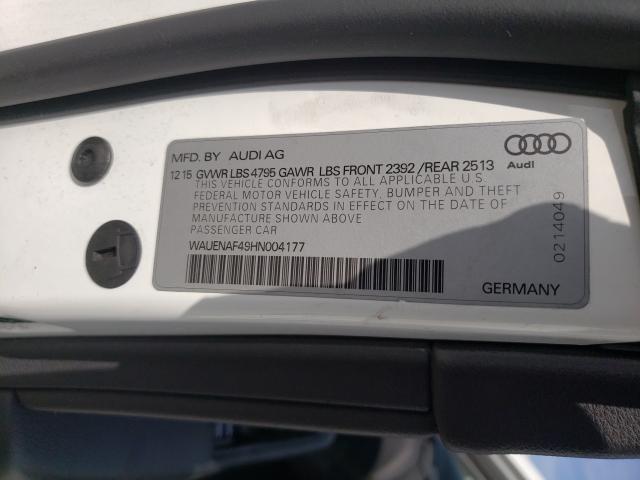 MFD. BY AUDI AG
12 15 GVWR LBS 4795 GAWR LBS FRONT 2392 /REAR 2513
THIS VEHICLE CONFORMS TO ALL APPLICABLE U.S.
FEDERAL MOTOR VEHICLE SAFETY, BUMPER AND THEFT
PREVENTION STANDARDS IN EFFECT ON THE DATE OF
MANUFACTURE SHOWN ABOVE
PASSENGER CAR
WAUENAF49HN004177
Audi
0214049
GERMANY